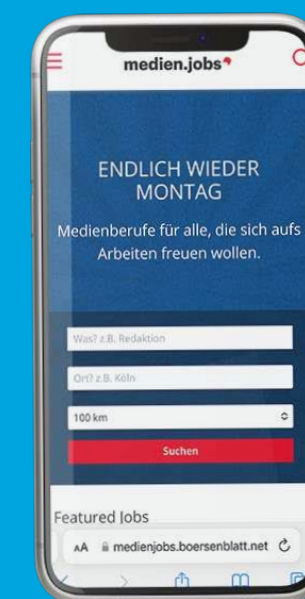 medien.jobs
ENDLICH WIEDER
MONTAG
Medienberufe für alle, die sich aufs
Arbeiten freuen wollen.
Was? z.B. Redaktion
Ort? z.B. Köln
100 km
Suchen
Featured Jobs
AA medienjobs.boersenblatt.net